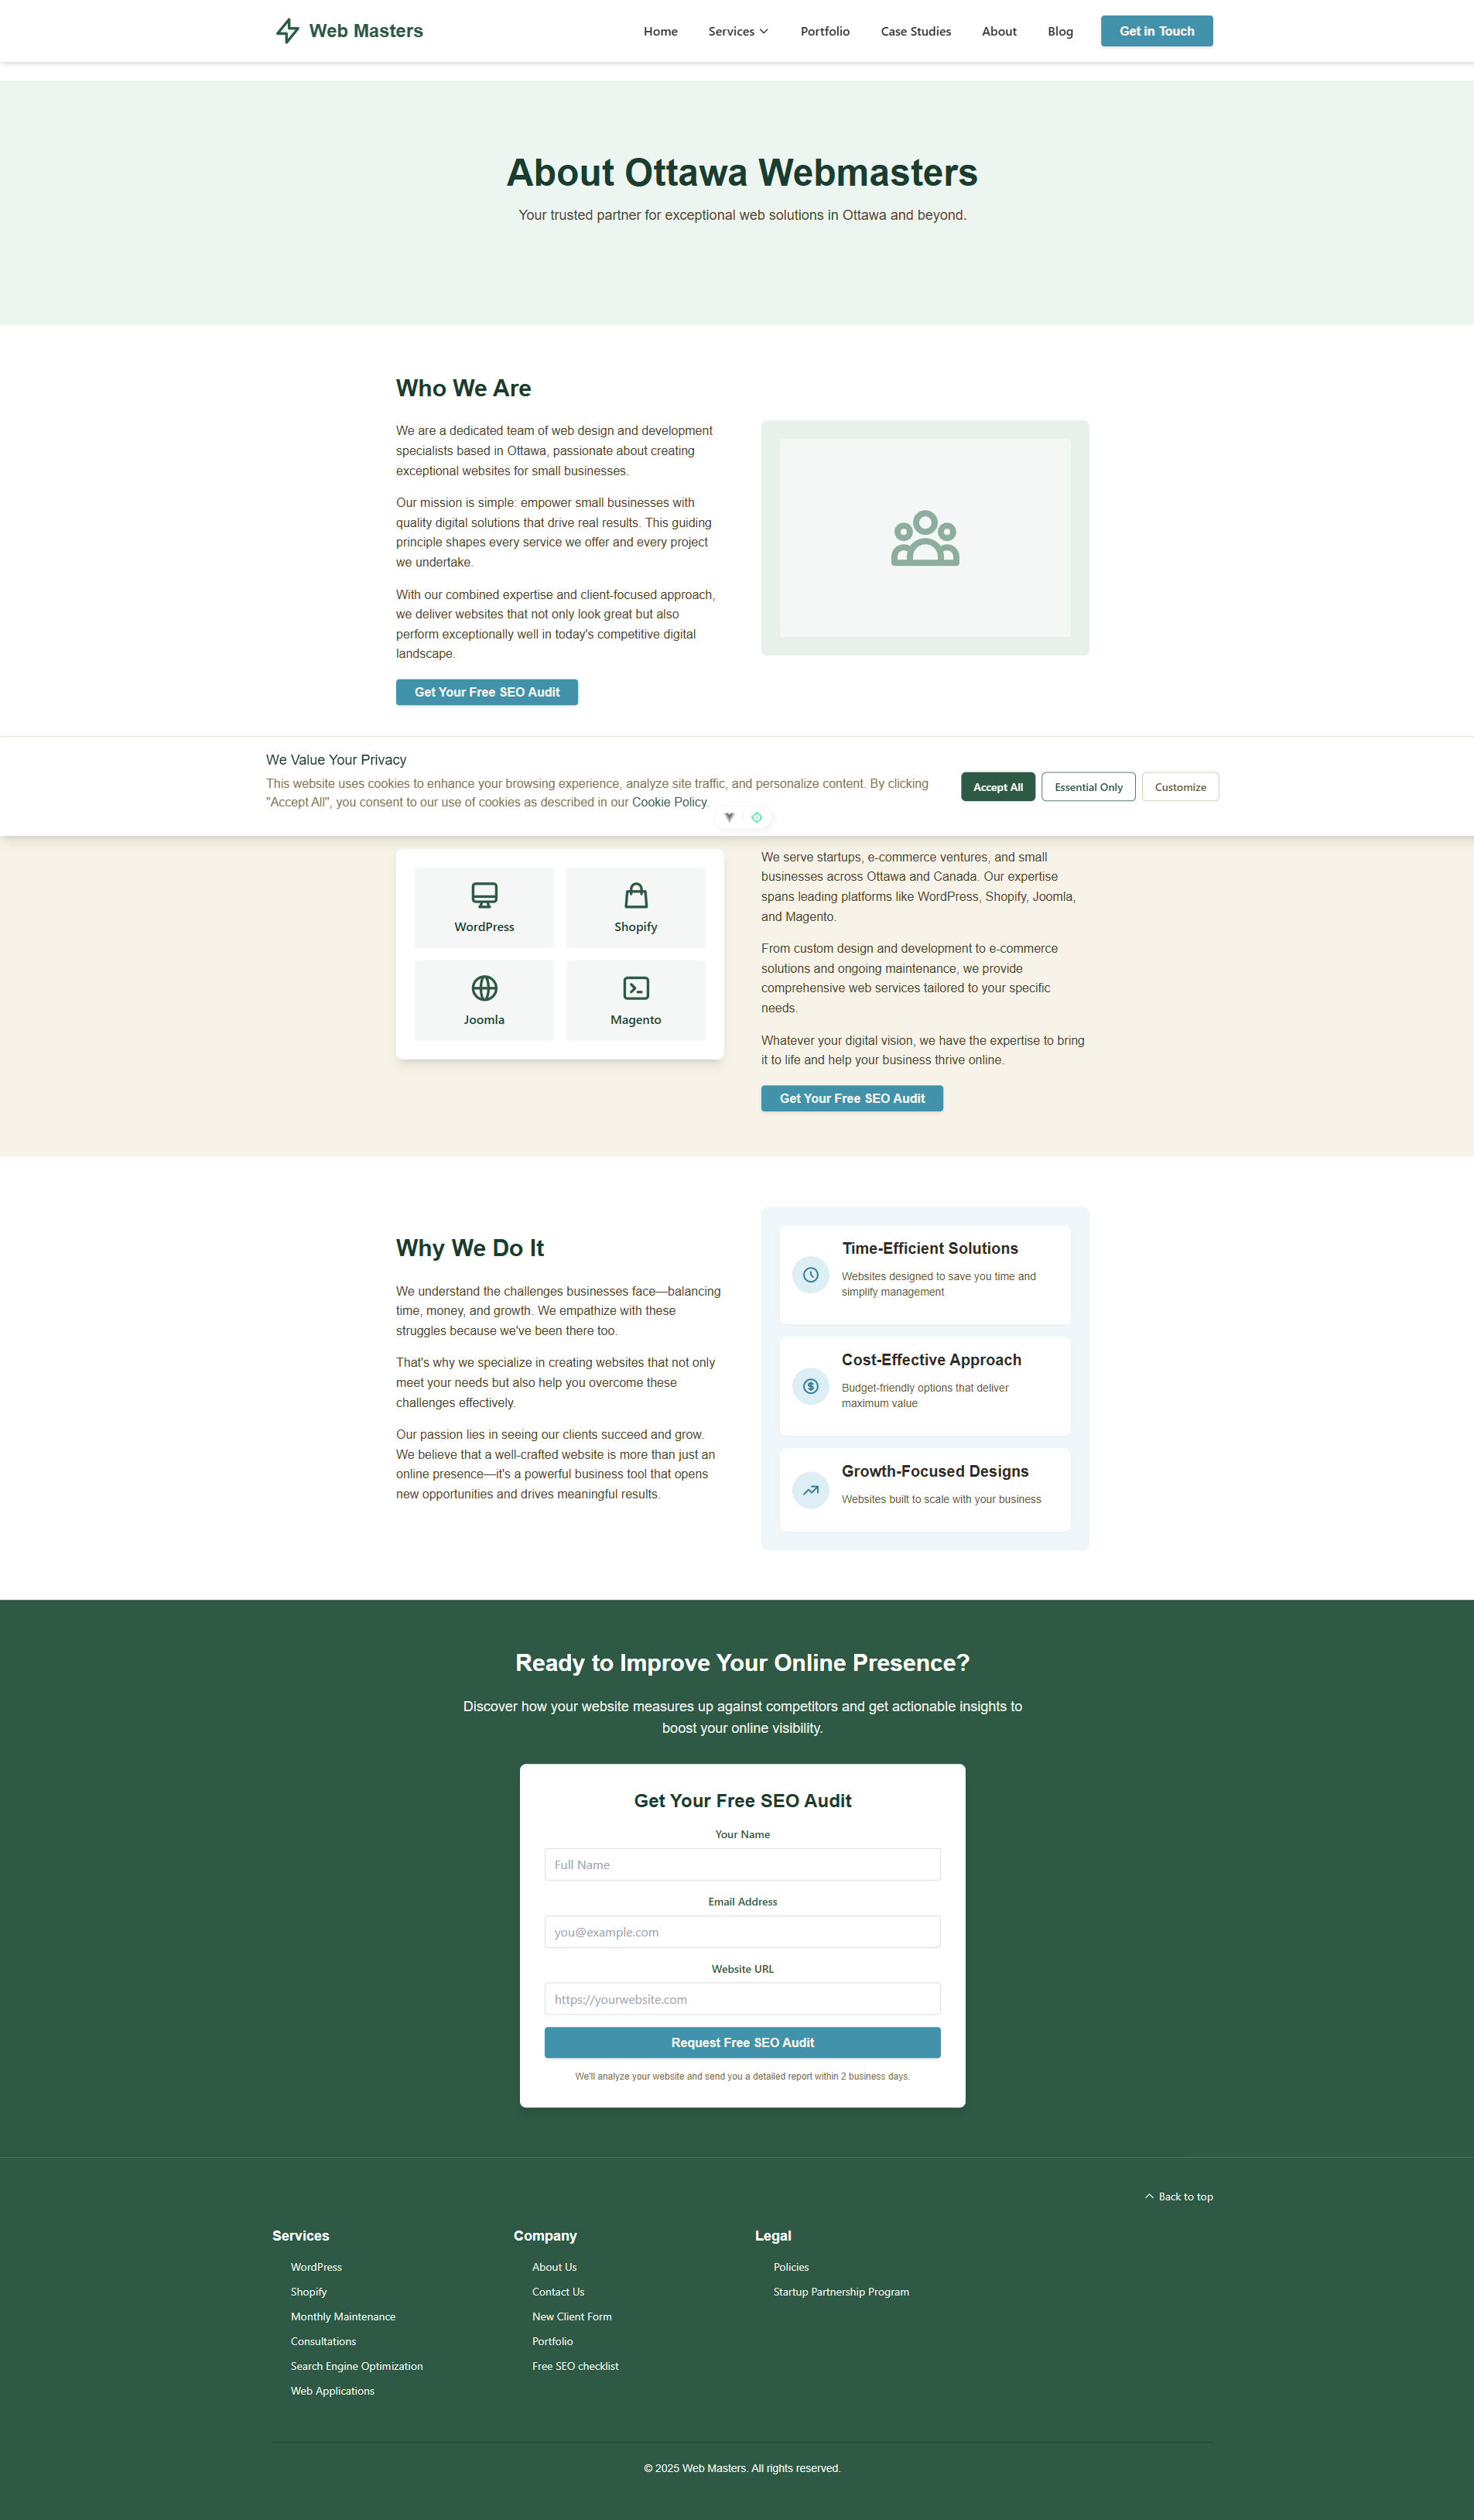 Web Masters
Home
Services
Portfolio
Case Studies
About
Blog
Get in Touch
About Ottawa Webmasters
Your trusted partner for exceptional web solutions in Ottawa and beyond.
Who We Are
We are a dedicated team of web design and development
specialists based in Ottawa, passionate about creating
exceptional websites for small businesses.
Our mission is simple: empower small businesses with
quality digital solutions that drive real results. This guiding
principle shapes every service we offer and every project
we undertake.
With our combined expertise and client-focused approach,
we deliver websites that not only look great but also
perform exceptionally well in today's competitive digital
landscape.
Get Your Free SEO Audit
We Value Your Privacy
This website uses cookies to enhance your browsing experience, analyze site traffic, and personalize content. By clicking
"Accept All", you consent to our use of cookies as described in our Cookie Policy.
Accept All
Essential Only
Customize
WordPress
Shopify
Joomla
Magento
We serve startups, e-commerce ventures, and small
businesses across Ottawa and Canada. Our expertise
spans leading platforms like WordPress, Shopify, Joomla,
and Magento.
From custom design and development to e-commerce
solutions and ongoing maintenance, we provide
comprehensive web services tailored to your specific
needs.
Whatever your digital vision, we have the expertise to bring
it to life and help your business thrive online.
Get Your Free SEO Audit
Why We Do It
We understand the challenges businesses face—balancing
time, money, and growth. We empathize with these
struggles because we've been there too.
That's why we specialize in creating websites that not only
meet your needs but also help you overcome these
challenges effectively.
Our passion lies in seeing our clients succeed and grow.
We believe that a well-crafted website is more than just an
online presence—it's a powerful business tool that opens
new opportunities and drives meaningful results.
Time-Efficient Solutions
Websites designed to save you time and
simplify management
Cost-Effective Approach
Budget-friendly options that deliver
maximum value
Growth-Focused Designs
Websites built to scale with your business
Ready to Improve Your Online Presence?
Discover how your website measures up against competitors and get actionable insights to
boost your online visibility.
Get Your Free SEO Audit
Your Name
Full Name
Email Address
you@example.com
Website URL
https://yourwebsite.com
Request Free SEO Audit
We'll analyze your website and send you a detailed report within 2 business days.
Back to top
Services
WordPress
Shopify
Monthly Maintenance
Consultations
Search Engine Optimization
Web Applications
Company
About Us
Contact Us
New Client Form
Portfolio
Free SEO checklist
Legal
Policies
Startup Partnership Program
© 2025 Web Masters. All rights reserved.